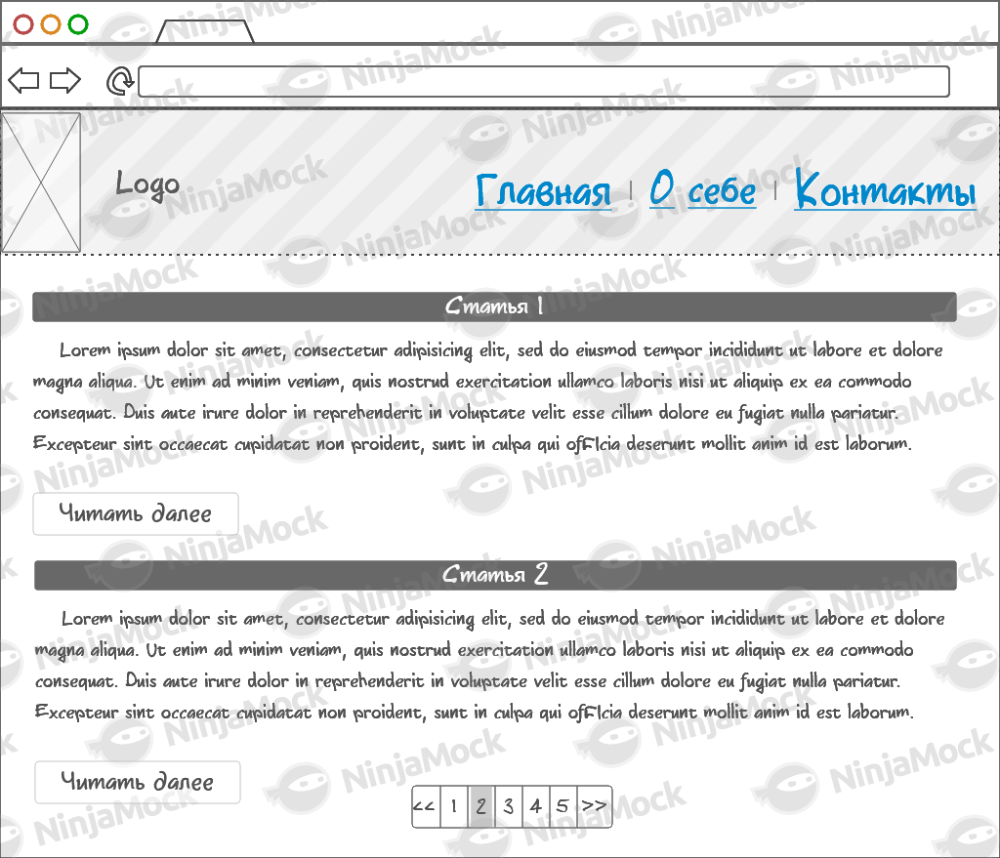 Logo
Главная | О себе | Контакты
Статья 1
Lorem ipsum dolor sit amet, consectetur adipisicing elit, sed do eiusmod tempor incididunt ut labore et dolore
magna aliqua. Ut enim ad minim veniam, quis nostrud exercitation ullamco laboris nisi ut aliquip ex ea commodo
consequat. Duis aute irure dolor in reprehenderit in voluptate velit esse cillum dolore eu fugiat nulla pariatur.
Excepteur sint occaecat cupidatat non proident, sunt in culpa qui offIcia deserunt mollit anim id est laborum.
Читать далее
Статья 2
Lorem ipsum dolor sit amet, consectetur adipisicing elit, sed do eiusmod tempor incididunt ut labore et dolore
magna aliqua. Ut enim ad minim veniam, quis nostrud exercitation ullamco laboris nisi ut aliquip ex ea commodo
consequat. Duis aute irure dolor in reprehenderit in voluptate velit esse cillum dolore eu fugiat nulla pariatur.
Excepteur sint occaecat cupidatat non proident, sunt in culpa qui offIcia deserunt mollit anim id est laborum.
Читать далее
<< 1 2 3 4 5 >>
NinjaMock